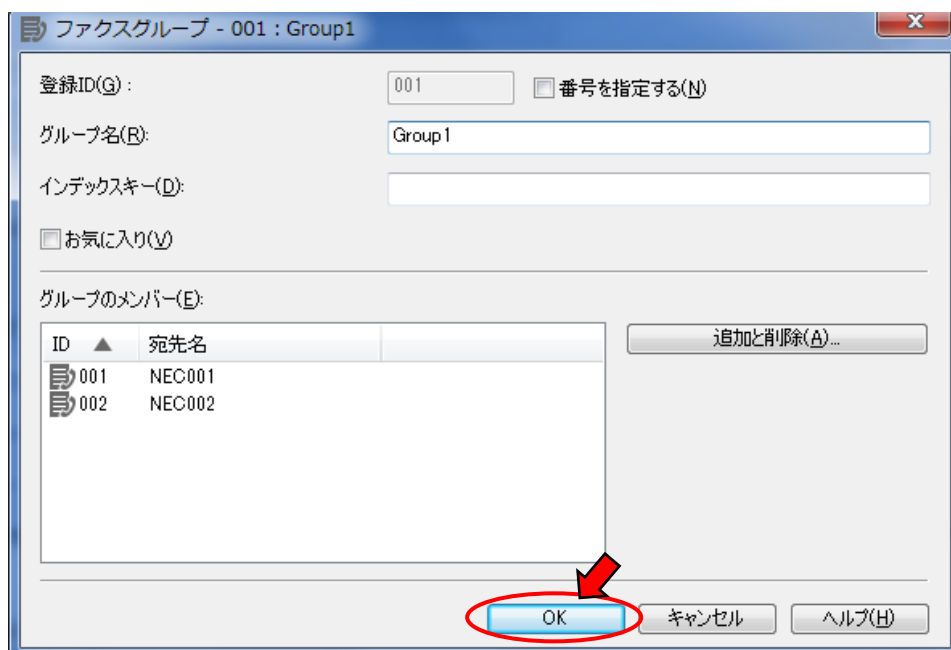 ファクスグループ - 001 : Group1
登録ID(G) : 001 番号を指定する(N)
グループ名(R): Group1
インデックスキー(D):
お気に入り(V)
グループのメンバー(E):
ID 宛先名
追加と削除(A)...
001 NEC001
002 NEC002
OK キャンセル ヘルプ(H)